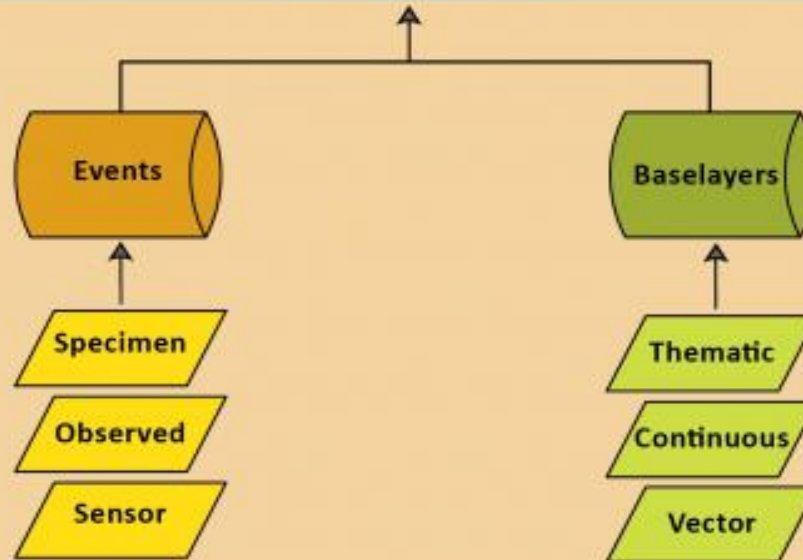 Events
Baselayers
Specimen
Observed
Sensor
Thematic
Continuous
Vector